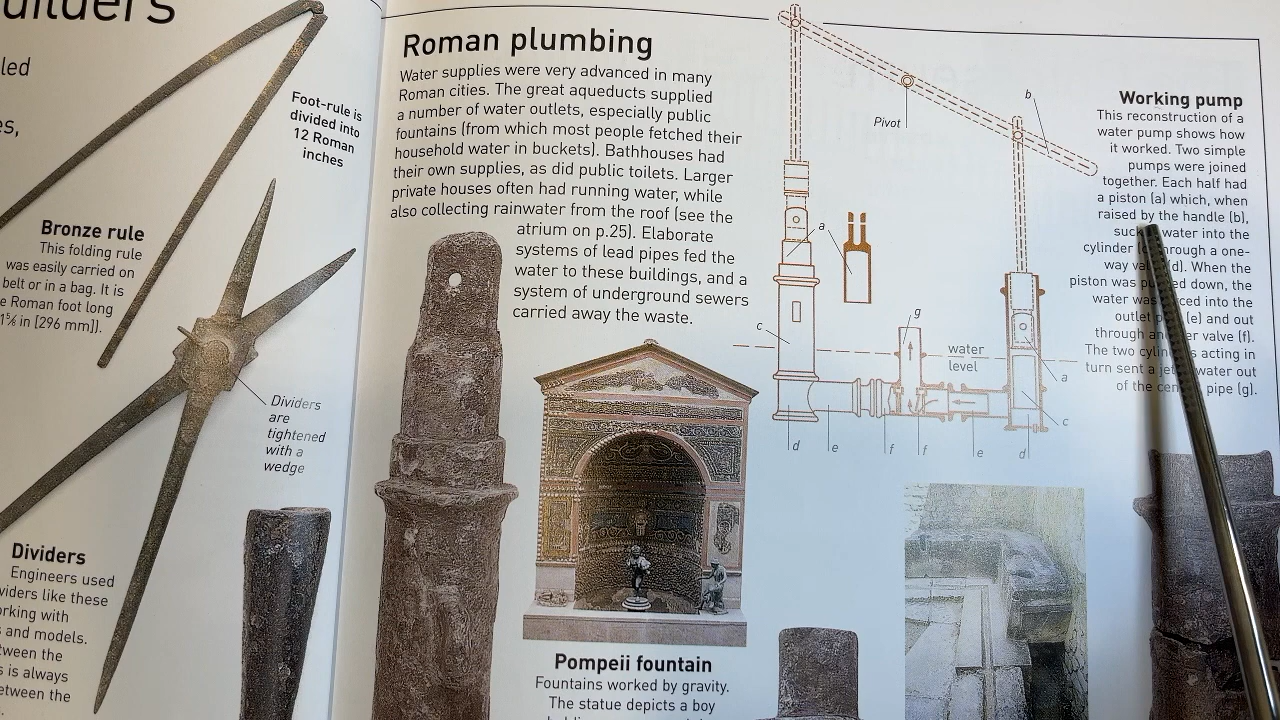 uilders
led
es,
Foot-rule is
divided into
12 Roman
inches
Bronze rule
This folding rule
was easily carried on
belt or in a bag. It is
e Roman foot long
1⅝ in [296 mm]).
Dividers
are
tightened
with a
wedge
Dividers
Engineers used
viders like these
orking with
s and models.
tween the
s is always
etween the
Roman plumbing
Water supplies were very advanced in many
Roman cities. The great aqueducts supplied
a number of water outlets, especially public
fountains (from which most people fetched their
household water in buckets). Bathhouses had
their own supplies, as did public toilets. Larger
private houses often had running water, while
also collecting rainwater from the roof (see the
atrium on p.25). Elaborate
systems of lead pipes fed the
water to these buildings, and a
system of underground sewers
carried away the waste.
Pompeii fountain
Fountains worked by gravity.
The statue depicts a boy
Pivot
b
a
g
c
water
level
a
c
d e f f e d
Working pump
This reconstruction of a
water pump shows how
it worked. Two simple
pumps were joined
together. Each half had
a piston (a) which, when
raised by the handle (b),
water into the
cylinder through a one-
way (d). When the
piston was down, the
water was into the
outlet (e) and out
through valve (f).
The two acting in
turn sent a water out
of the pipe (g).